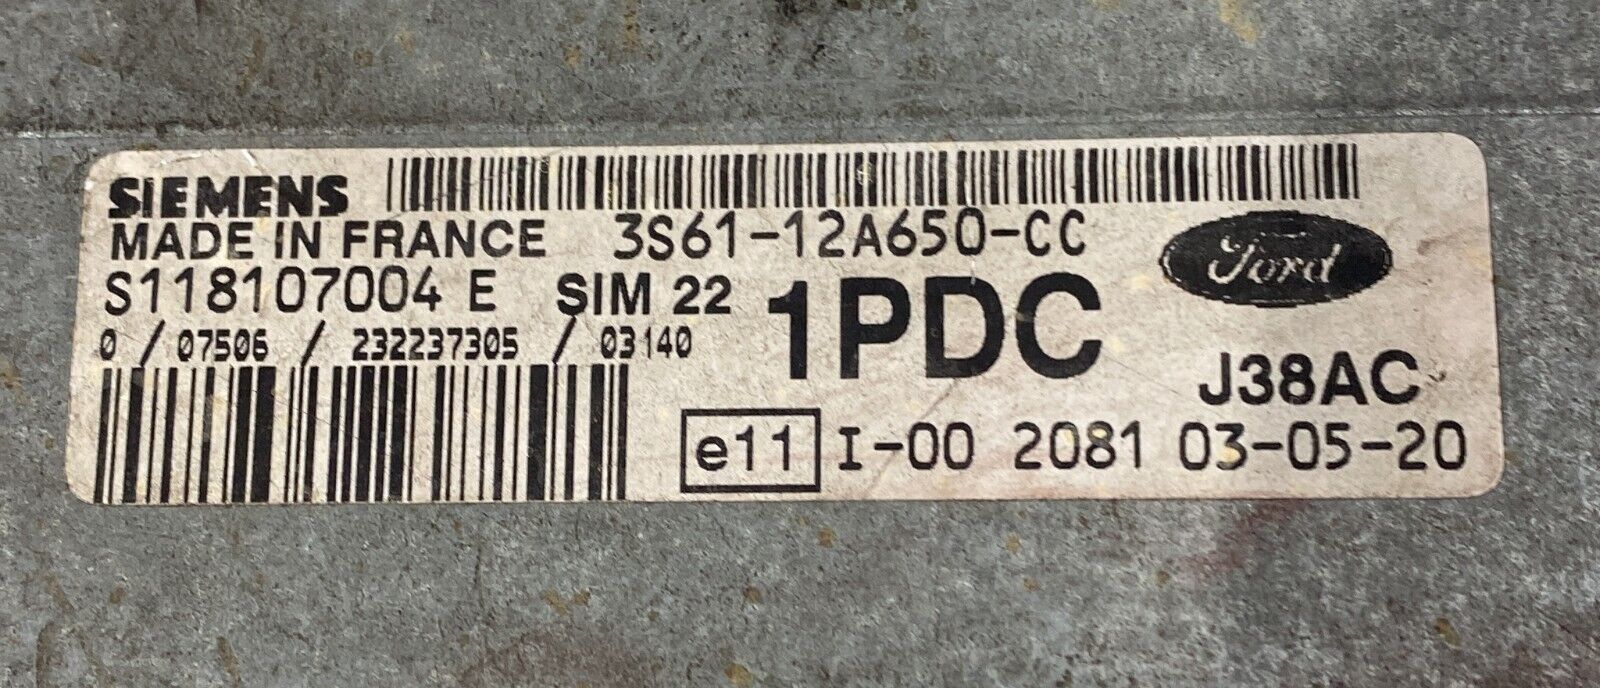 SIEMENS
MADE IN FRANCE 3S61-12A650-CC
Ford
S118107004 E SIM 22 1PDC
0 / 07506 / 232237305 / 03140
J38AC
e11 I-00 2081 03-05-20